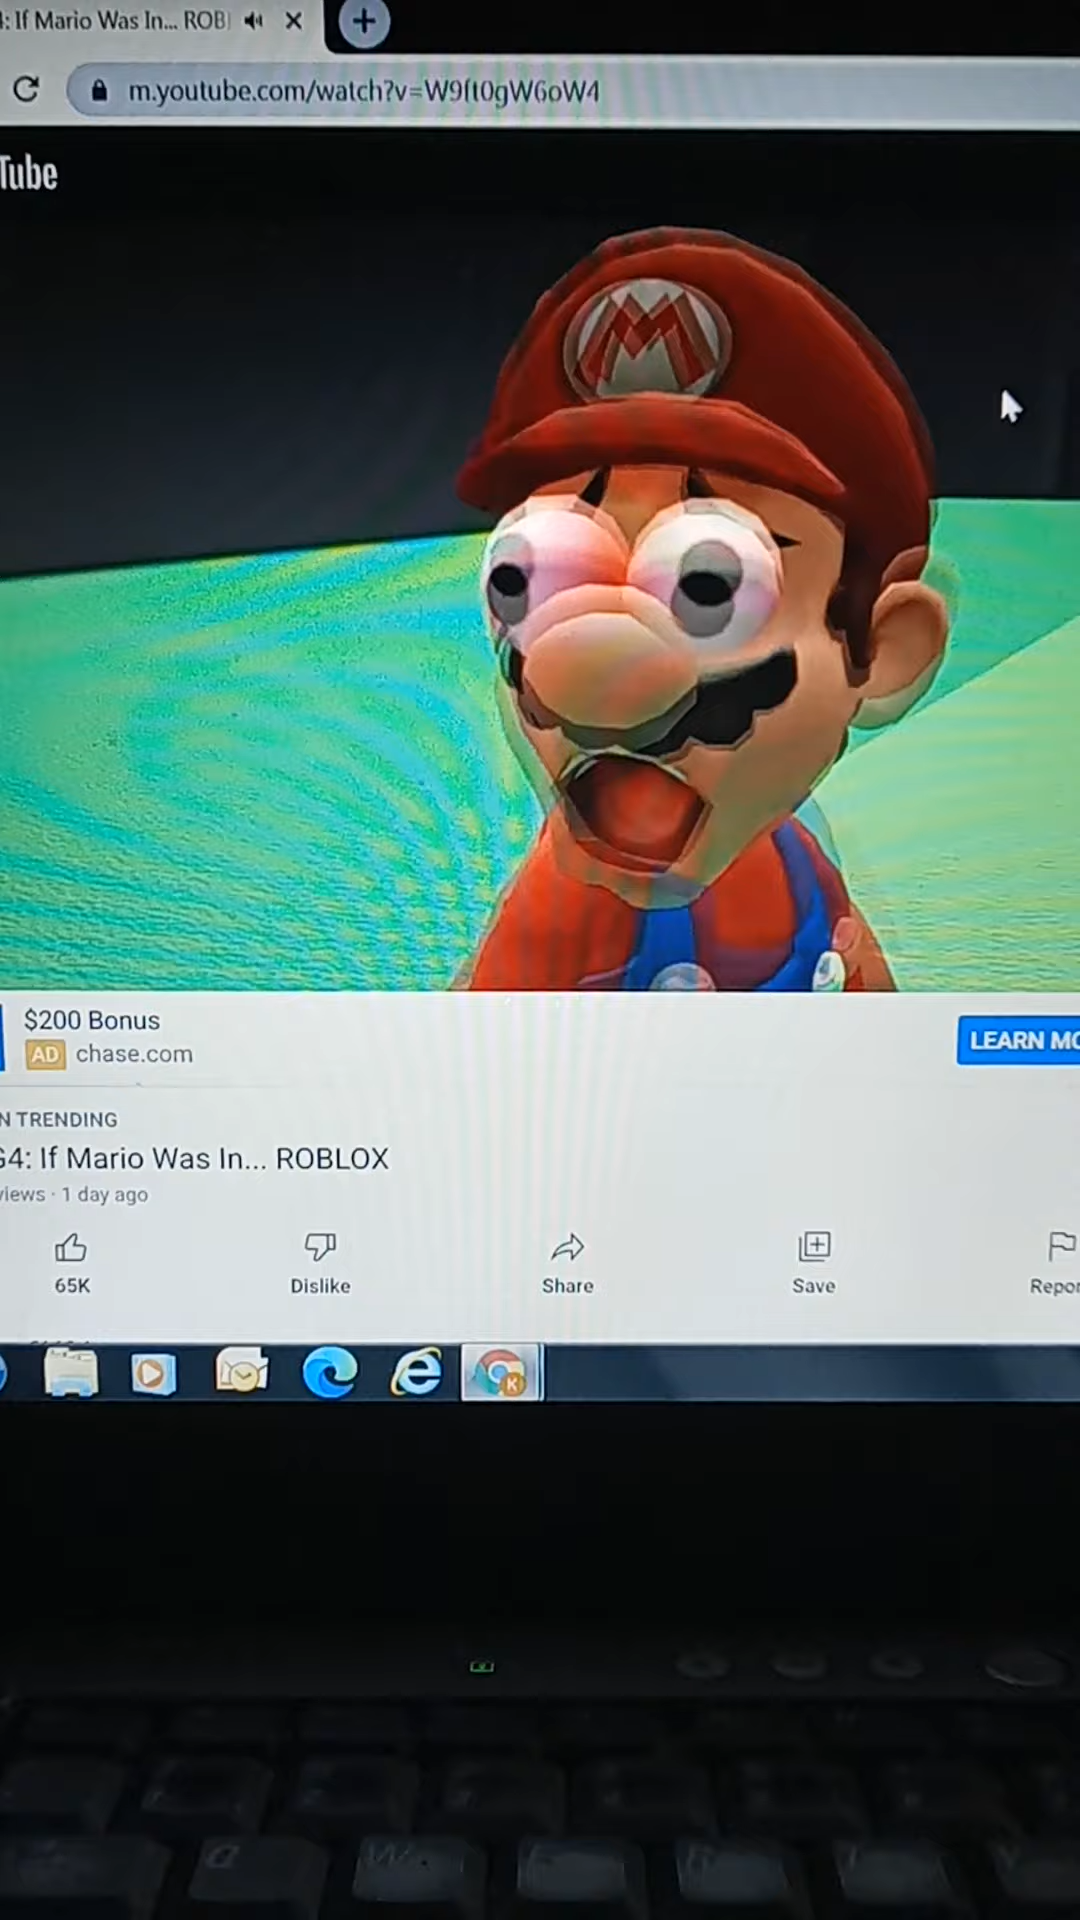 : If Mario Was In... ROB
m.youtube.com/watch?v=W9ft0gW6oW4
Tube
M
$200 Bonus
AD chase.com
LEARN MO
N TRENDING
G4: If Mario Was In... ROBLOX
views · 1 day ago
65K
Dislike
Share
Save
Repor
K